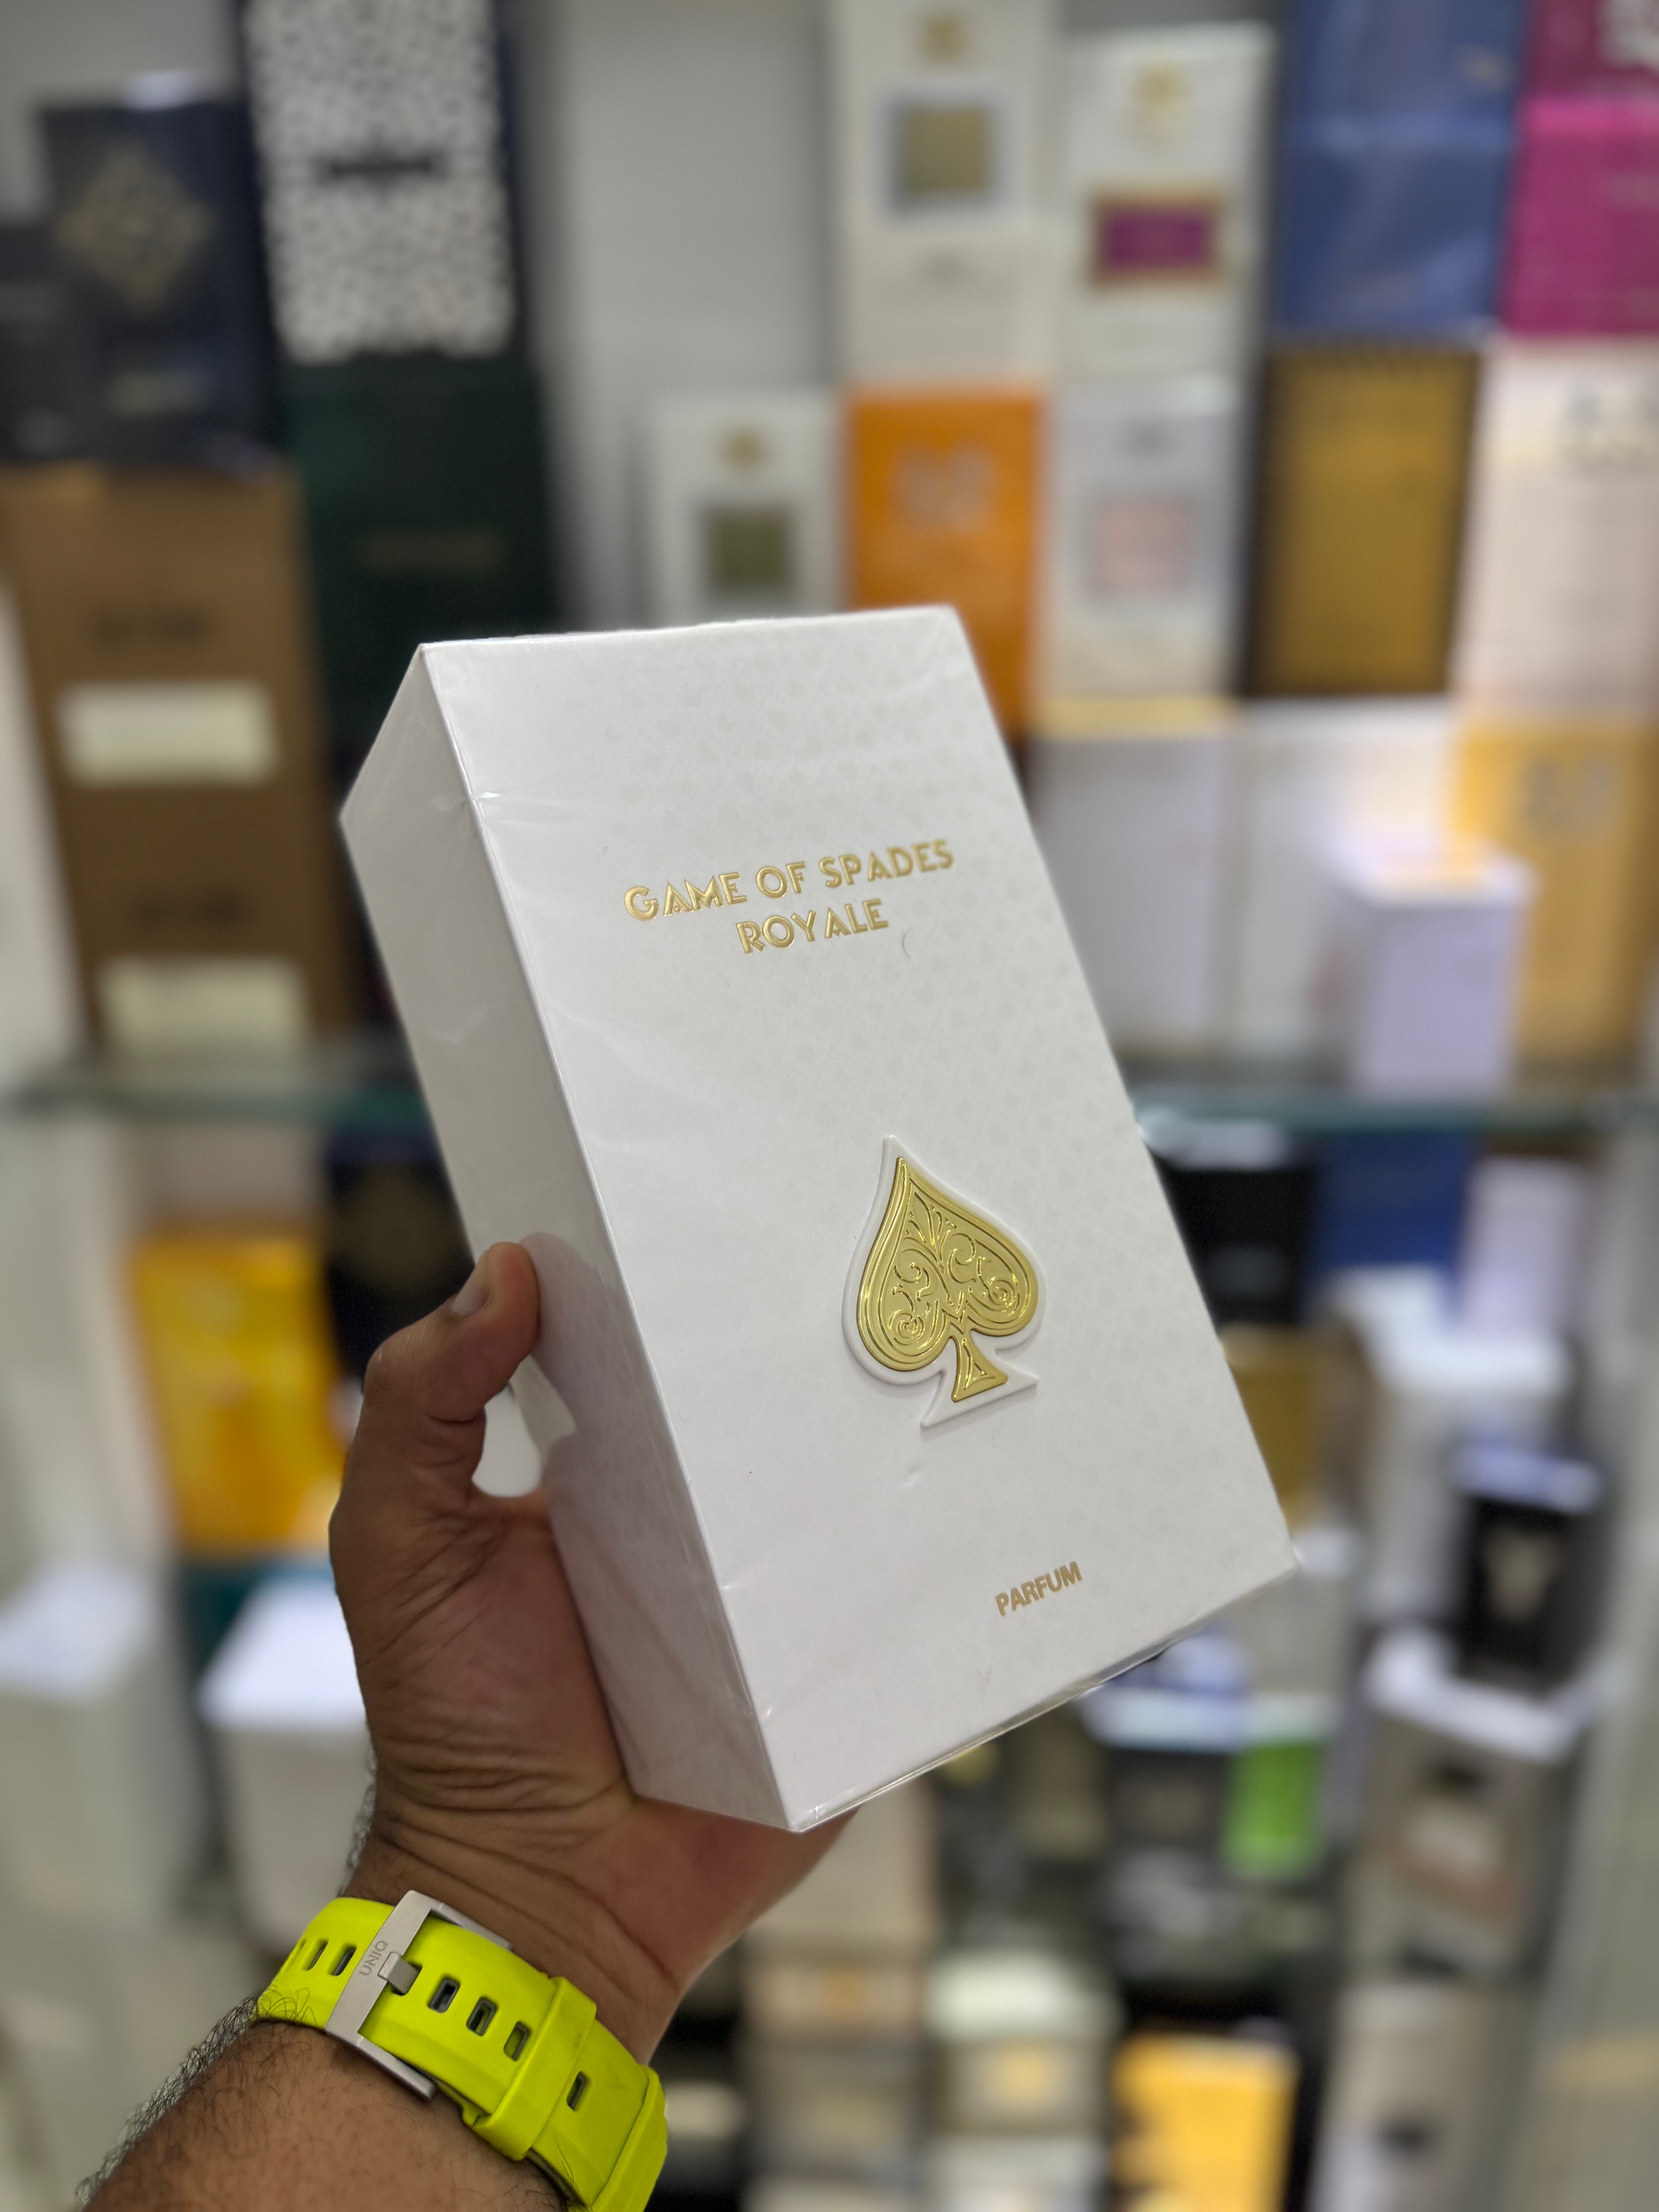 GAME OF SPADES
ROYALE
PARFUM
UNIQ